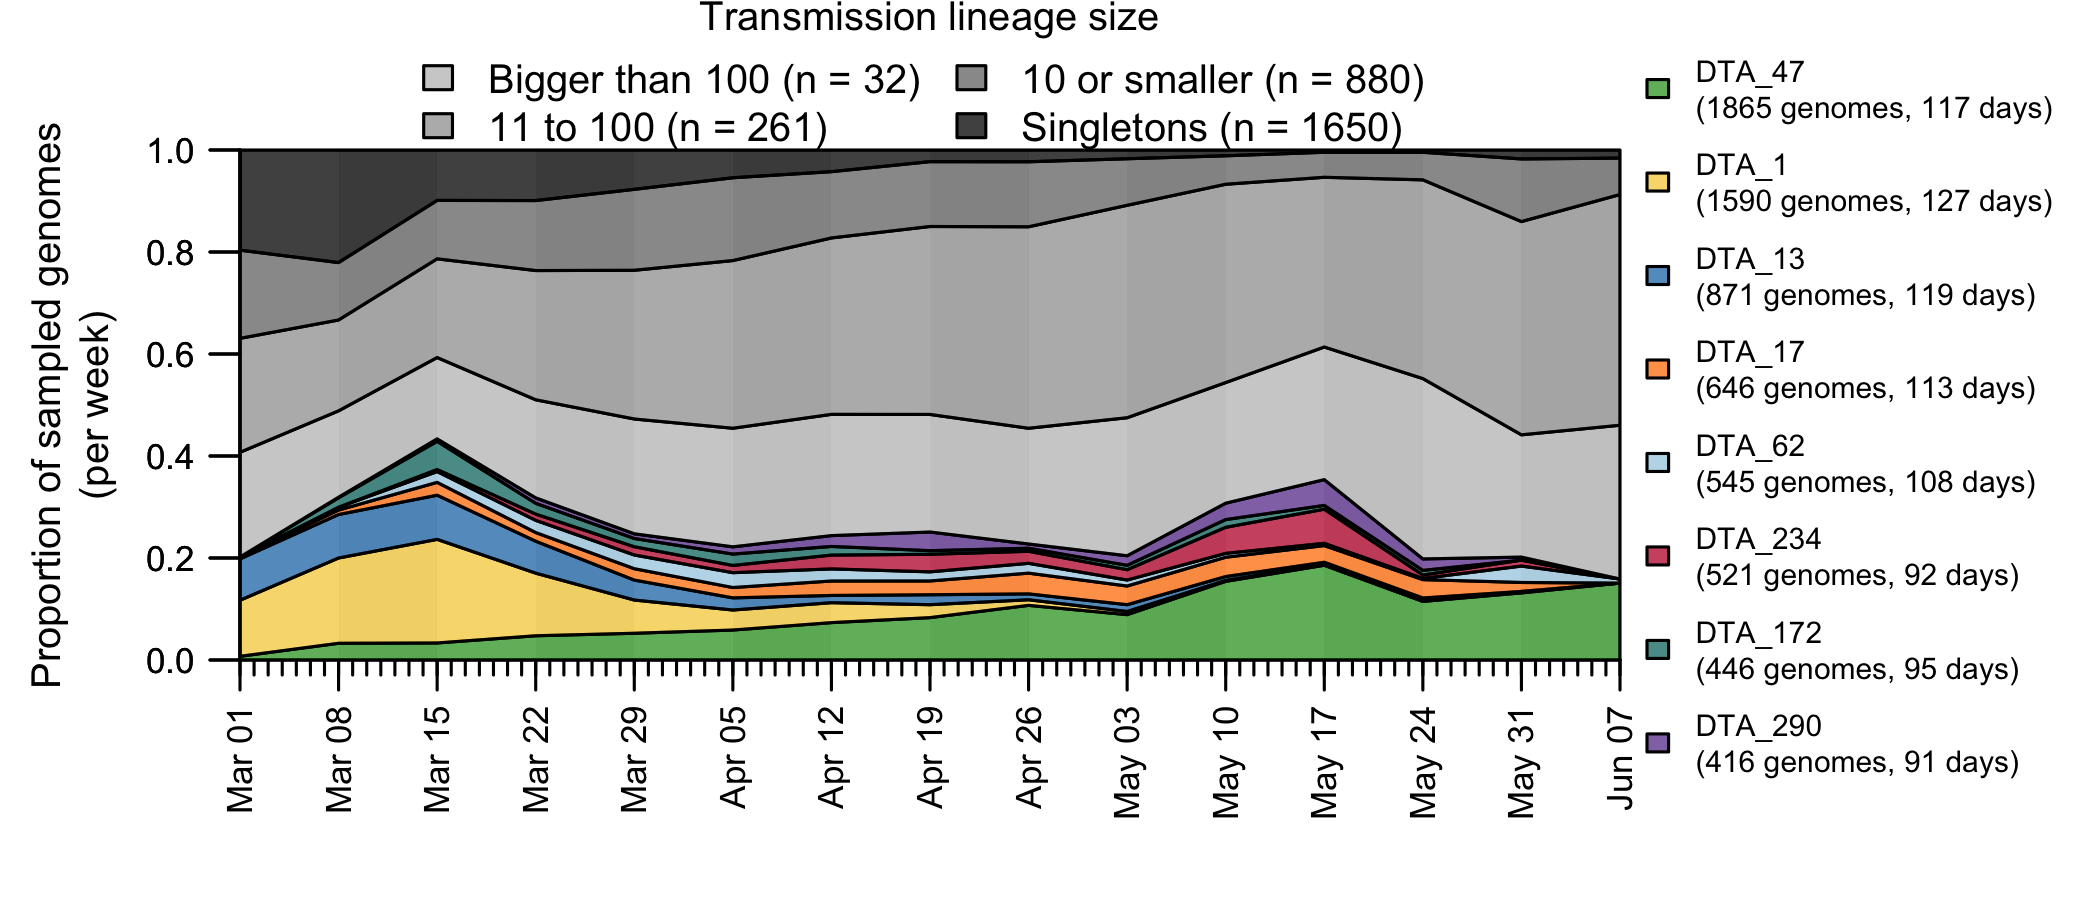 Transmission lineage size
Bigger than 100 (n = 32)
10 or smaller (n = 880)
11 to 100 (n = 261)
Singletons (n = 1650)
Proportion of sampled genomes
(per week)
1.0
0.8
0.6
0.4
0.2
0.0
Mar 01
Mar 08
Mar 15
Mar 22
Mar 29
Apr 05
Apr 12
Apr 19
Apr 26
May 03
May 10
May 17
May 24
May 31
Jun 07
DTA_47
(1865 genomes, 117 days)
DTA_1
(1590 genomes, 127 days)
DTA_13
(871 genomes, 119 days)
DTA_17
(646 genomes, 113 days)
DTA_62
(545 genomes, 108 days)
DTA_234
(521 genomes, 92 days)
DTA_172
(446 genomes, 95 days)
DTA_290
(416 genomes, 91 days)